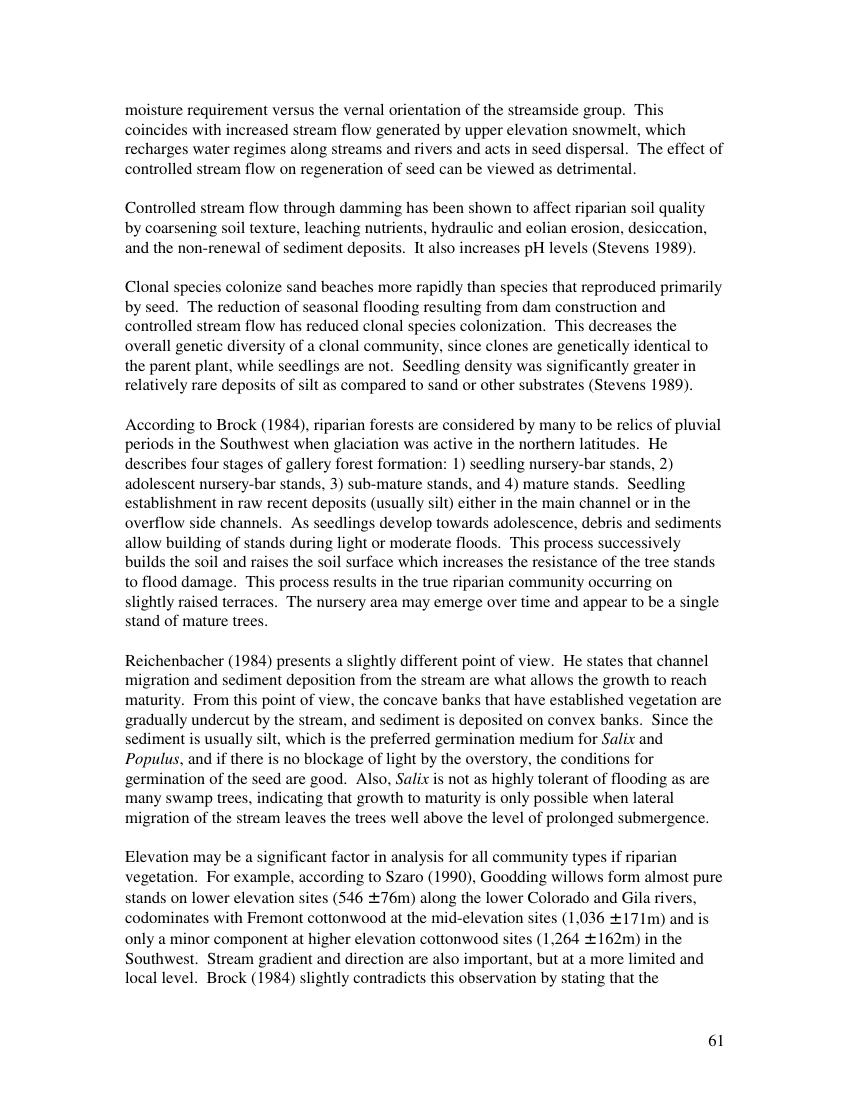 moisture requirement versus the vernal orientation of the streamside group.  This
coincides with increased stream flow generated by upper elevation snowmelt, which
recharges water regimes along streams and rivers and acts in seed dispersal.  The effect of
controlled stream flow on regeneration of seed can be viewed as detrimental.

Controlled stream flow through damming has been shown to affect riparian soil quality
by coarsening soil texture, leaching nutrients, hydraulic and eolian erosion, desiccation,
and the non-renewal of sediment deposits.  It also increases pH levels (Stevens 1989).

Clonal species colonize sand beaches more rapidly than species that reproduced primarily
by seed.  The reduction of seasonal flooding resulting from dam construction and
controlled stream flow has reduced clonal species colonization.  This decreases the
overall genetic diversity of a clonal community, since clones are genetically identical to
the parent plant, while seedlings are not.  Seedling density was significantly greater in
relatively rare deposits of silt as compared to sand or other substrates (Stevens 1989).

According to Brock (1984), riparian forests are considered by many to be relics of pluvial
periods in the Southwest when glaciation was active in the northern latitudes.  He
describes four stages of gallery forest formation: 1) seedling nursery-bar stands, 2)
adolescent nursery-bar stands, 3) sub-mature stands, and 4) mature stands.  Seedling
establishment in raw recent deposits (usually silt) either in the main channel or in the
overflow side channels.  As seedlings develop towards adolescence, debris and sediments
allow building of stands during light or moderate floods.  This process successively
builds the soil and raises the soil surface which increases the resistance of the tree stands
to flood damage.  This process results in the true riparian community occurring on
slightly raised terraces.  The nursery area may emerge over time and appear to be a single
stand of mature trees.

Reichenbacher (1984) presents a slightly different point of view.  He states that channel
migration and sediment deposition from the stream are what allows the growth to reach
maturity.  From this point of view, the concave banks that have established vegetation are
gradually undercut by the stream, and sediment is deposited on convex banks.  Since the
sediment is usually silt, which is the preferred germination medium for Salix and
Populus, and if there is no blockage of light by the overstory, the conditions for
germination of the seed are good.  Also, Salix is not as highly tolerant of flooding as are
many swamp trees, indicating that growth to maturity is only possible when lateral
migration of the stream leaves the trees well above the level of prolonged submergence.

Elevation may be a significant factor in analysis for all community types if riparian
vegetation.  For example, according to Szaro (1990), Goodding willows form almost pure
stands on lower elevation sites (546 ±76m) along the lower Colorado and Gila rivers,
codominates with Fremont cottonwood at the mid-elevation sites (1,036 ±171m) and is
only a minor component at higher elevation cottonwood sites (1,264 ±162m) in the
Southwest.  Stream gradient and direction are also important, but at a more limited and
local level.  Brock (1984) slightly contradicts this observation by stating that the

61